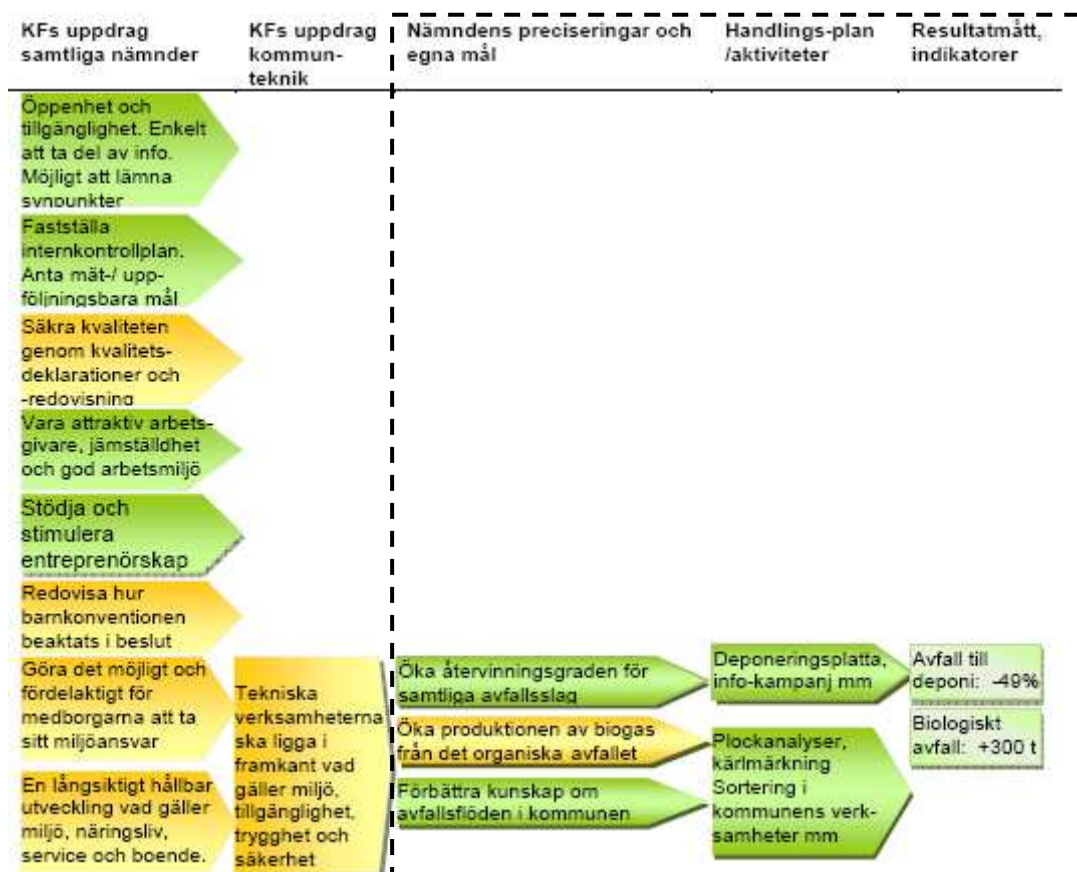 KFs uppdrag
samtliga nämnder
KFs uppdrag
kommun-
teknik
Nämndens preciseringar och
egna mål
Handlings-plan
/aktiviteter
Resultatmått,
indikatorer
Öppenhet och
tillgänglighet. Enkelt
att ta del av info.
Möjligt att lämna
synpunkter
Fastställa
internkontrollplan.
Anta mät-/ upp-
följningsbara mål
Säkra kvaliteten
genom kvalitets-
deklarationer och
-redovisning
Vara attraktiv arbets-
givare, jämställdhet
och god arbetsmiljö
Stödja och
stimulera
entreprenörskap
Redovisa hur
barnkonventionen
beaktats i beslut
Göra det möjligt och
fördelaktigt för
medborgarna att ta
sitt miljöansvar
En långsiktigt hållbar
utveckling vad gäller
miljö, näringsliv,
service och boende.
Tekniska
verksamheterna
ska ligga i
framkant vad
gäller miljö,
tillgänglighet,
trygghet och
säkerhet
Öka återvinningsgraden för
samtliga avfallsslag
Öka produktionen av biogas
från det organiska avfallet
Förbättra kunskap om
avfallsflöden i kommunen
Deponeringsplatta,
info-kampanj mm
Plockanalyser,
kärlmärkning
Sortering i
kommunens verk-
samheter mm
Avfall till
deponi: -49%
Biologiskt
avfall: +300 t